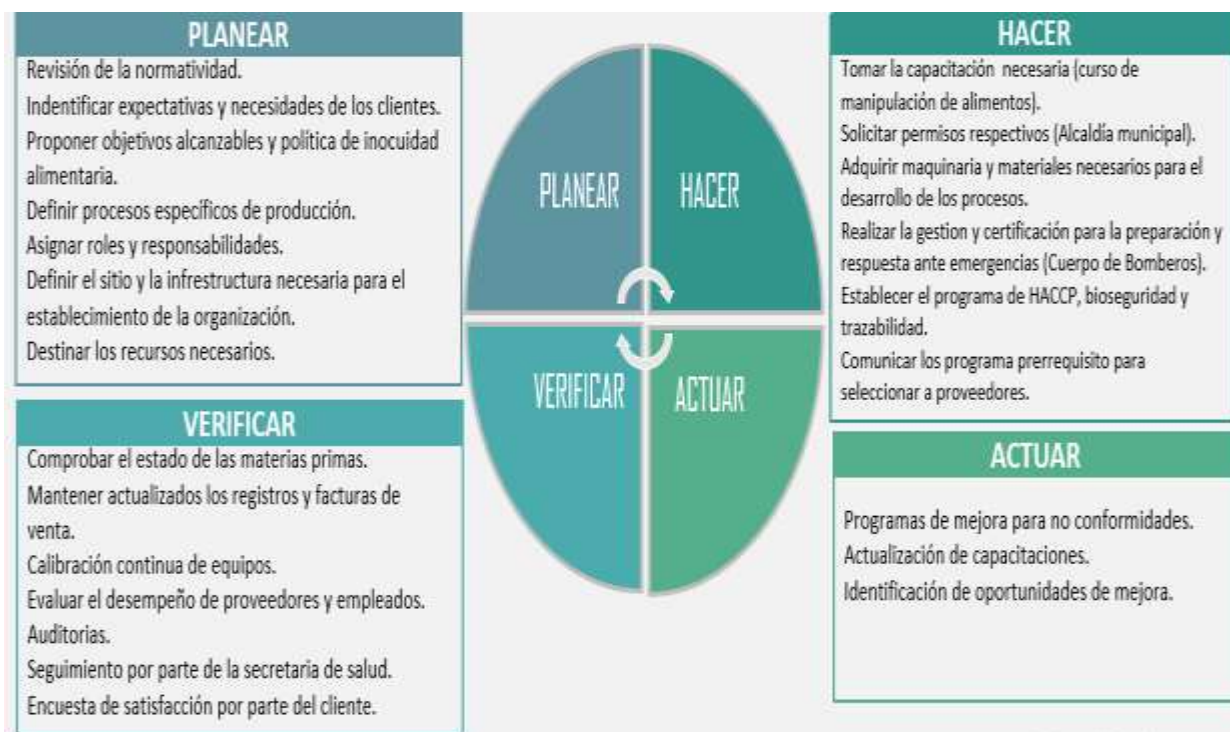 PLANEAR
Revisión de la normatividad.
Indentificar expectativas y necesidades de los clientes.
Proponer objetivos alcanzables y política de inocuidad
alimentaria.
Definir procesos específicos de producción.
Asignar roles y responsabilidades.
Definir el sitio y la infrestructura necesaria para el
establecimiento de la organización.
Destinar los recursos necesarios.
HACER
Tomar la capacitación necesaria (curso de
manipulación de alimentos).
Solicitar permisos respectivos (Alcaldía municipal).
Adquirir maquinaria y materiales necesarios para el
desarrollo de los procesos.
Realizar la gestion y certificación para la preparación y
respuesta ante emergencias (Cuerpo de Bomberos).
Establecer el programa de HACCP, bioseguridad y
trazabilidad.
Comunicar los programa prerrequisito para
seleccionar a proveedores.
PLANEAR
HACER
VERIFICAR
ACTUAR
VERIFICAR
Comprobar el estado de las materias primas.
Mantener actualizados los registros y facturas de
venta.
Calibración continua de equipos.
Evaluar el desempeño de proveedores y empleados.
Auditorias.
Seguimiento por parte de la secretaria de salud.
Encuesta de satisfacción por parte del cliente.
ACTUAR
Programas de mejora para no conformidades.
Actualización de capacitaciones.
Identificación de oportunidades de mejora.